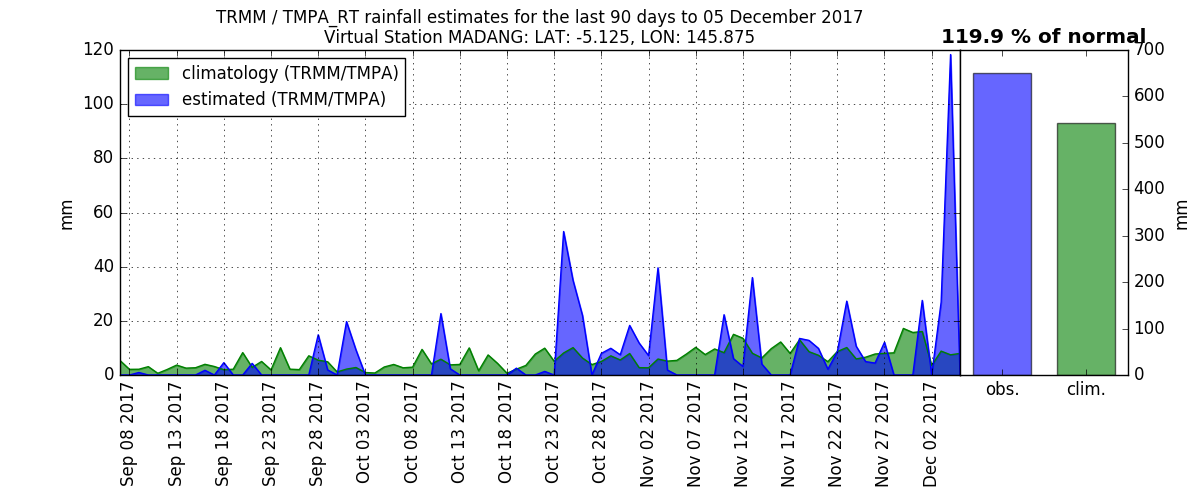 TRMM / TMPA_RT rainfall estimates for the last 90 days to 05 December 2017
Virtual Station MADANG: LAT: -5.125, LON: 145.875
119.9 % of normal
climatology (TRMM/TMPA)
estimated (TRMM/TMPA)
mm
120
100
80
60
40
20
0
700
600
500
400
300
200
100
0
mm
Sep 08 2017
Sep 13 2017
Sep 18 2017
Sep 23 2017
Sep 28 2017
Oct 03 2017
Oct 08 2017
Oct 13 2017
Oct 18 2017
Oct 23 2017
Oct 28 2017
Nov 02 2017
Nov 07 2017
Nov 12 2017
Nov 17 2017
Nov 22 2017
Nov 27 2017
Dec 02 2017
obs.
clim.